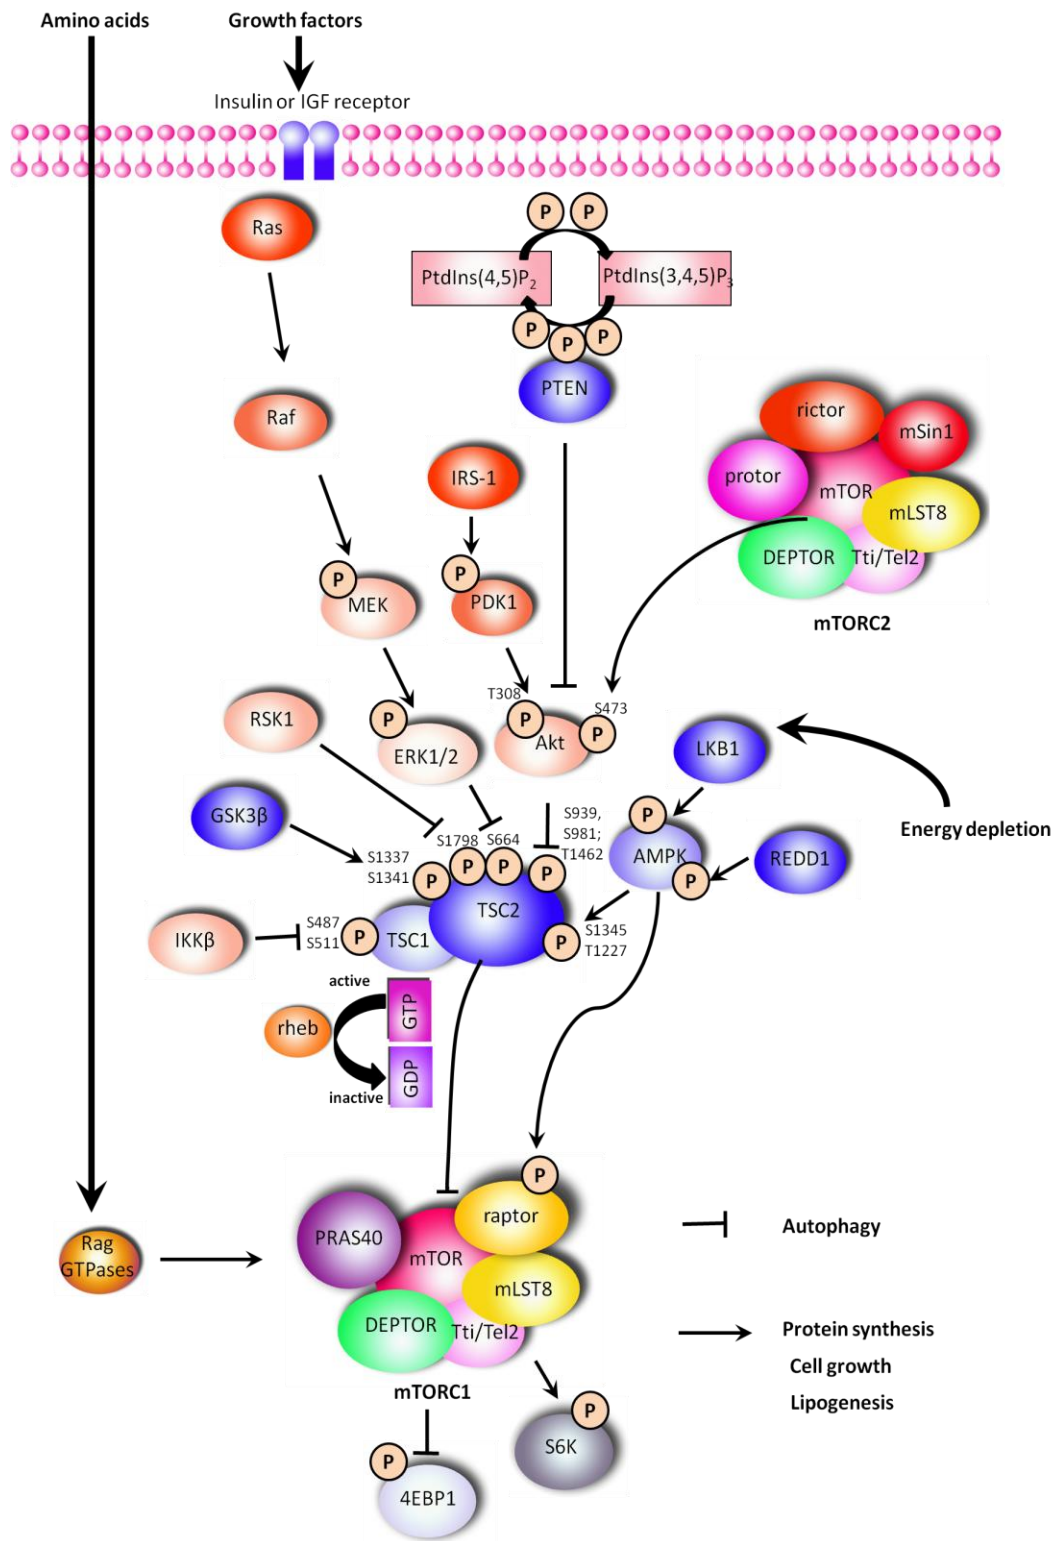 Amino acids
Growth factors
Insulin or IGF receptor
Ras
P
P
PtdIns(4,5)P2
PtdIns(3,4,5)P3
P
P
P
PTEN
Raf
rictor
mSin1
protor
mTOR
mLST8
DEPTOR
Tti/Tel2
mTORC2
IRS-1
P
MEK
P
PDK1
T308
S473
P
Akt
P
RSK1
P
ERK1/2
LKB1
Energy depletion
GSK3β
S939,
S981;
T1462
P
AMPK
P
REDD1
S1337
S1341
S1798
S664
P
P
P
P
TSC2
IKKβ
S487
S511
P
TSC1
P
S1345
T1227
active
GTP
rheb
GDP
inactive
P
Rag
GTPases
PRAS40
mTOR
raptor
mLST8
DEPTOR
Tti/Tel2
mTORC1
Autophagy
Protein synthesis
Cell growth
Lipogenesis
P
S6K
P
4EBP1